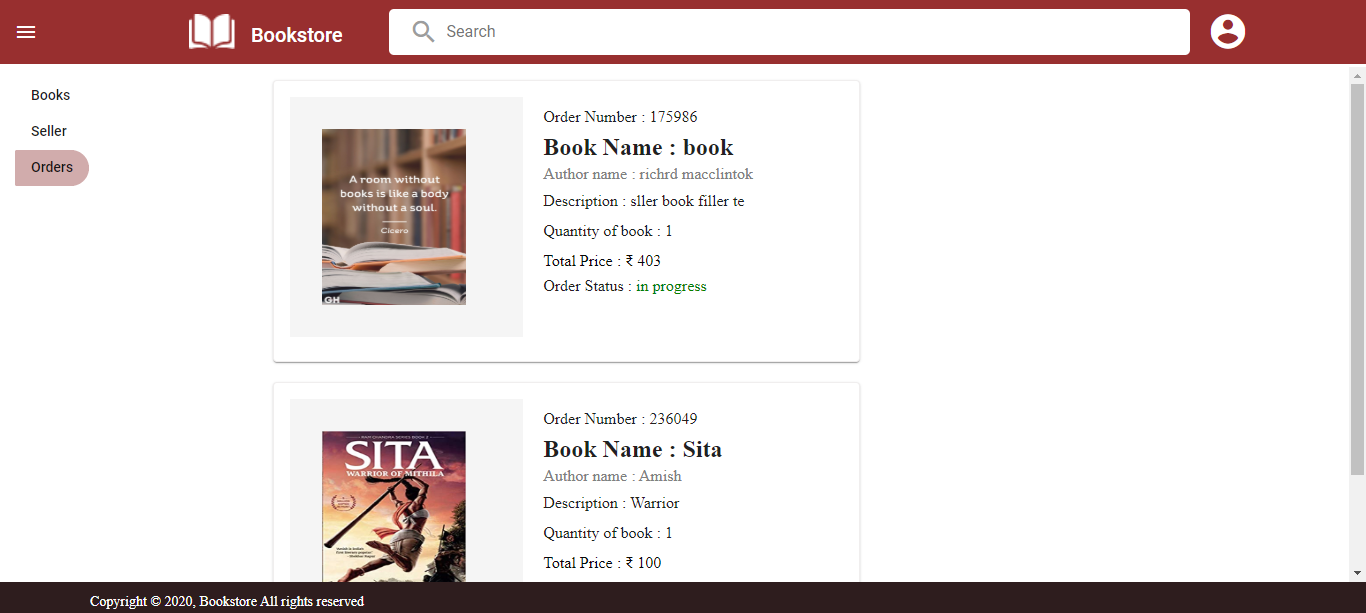 Bookstore
Search
Books
Seller
Orders
A room without
books is like a body
without a soul.
Cicero
GH
Order Number : 175986
Book Name : book
Author name : richrd macclintok
Description : sller book filler te
Quantity of book : 1
Total Price : ₹ 403
Order Status : in progress
SITA
WARRIOR OF MITHILA
Order Number : 236049
Book Name : Sita
Author name : Amish
Description : Warrior
Quantity of book : 1
Total Price : ₹ 100
Copyright © 2020, Bookstore All rights reserved